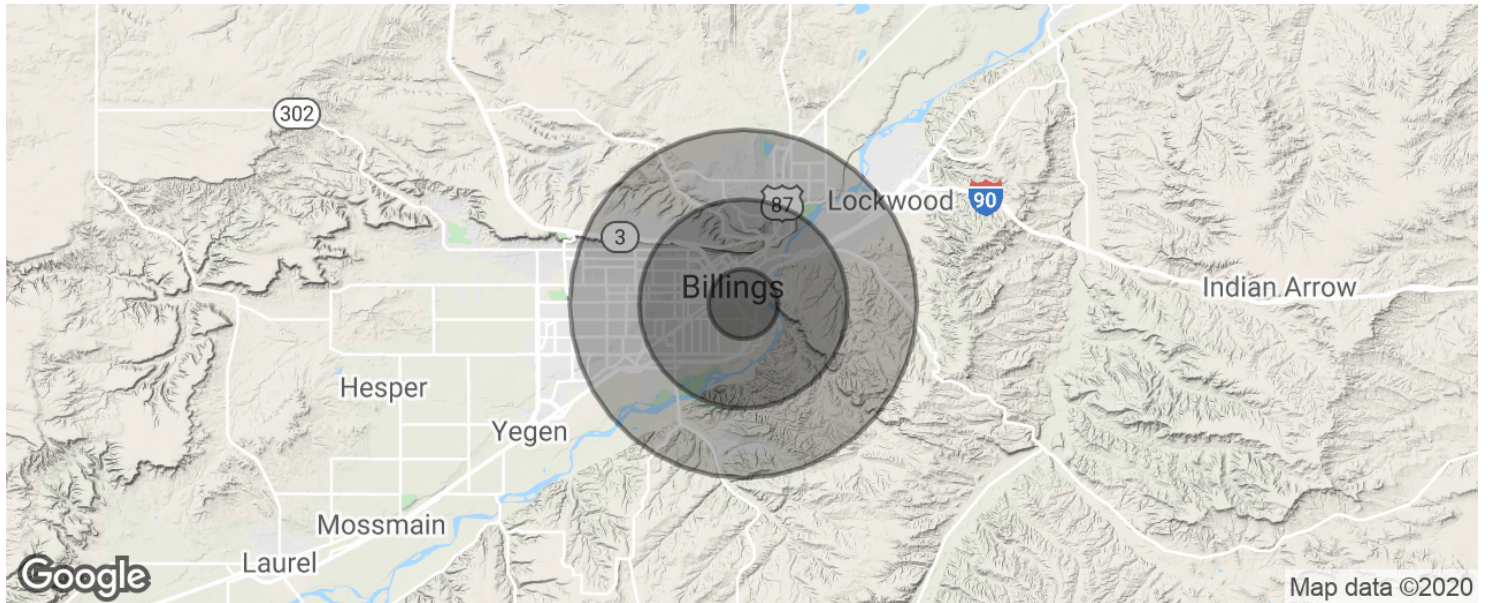 302
87
Lockwood
90
3
Billings
Indian Arrow
Hesper
Yegen
Mossmain
Laurel
Google
Map data ©2020